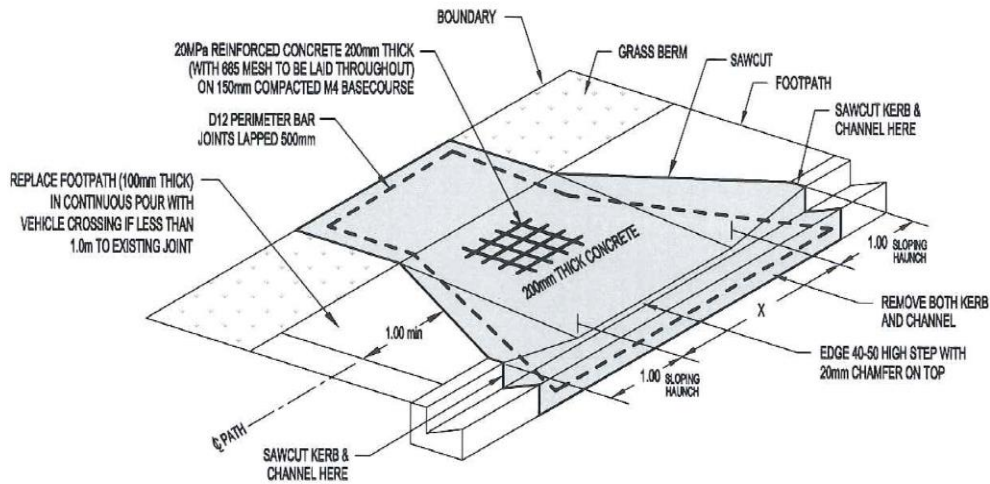 BOUNDARY
20MPa REINFORCED CONCRETE 200mm THICK
(WITH 685 MESH TO BE LAID THROUGHOUT)
ON 150mm COMPACTED M4 BASECOURSE
GRASS BERM
SAWCUT
FOOTPATH
D12 PERIMETER BAR
JOINTS LAPPED 500mm
SAWCUT KERB &
CHANNEL HERE
REPLACE FOOTPATH (100mm THICK)
IN CONTINUOUS POUR WITH
VEHICLE CROSSING IF LESS THAN
1.0m TO EXISTING JOINT
200mm THICK CONCRETE
1.00 SLOPING
HAUNCH
REMOVE BOTH KERB
AND CHANNEL
X
1.00 min
EDGE 40-50 HIGH STEP WITH
20mm CHAMFER ON TOP
1.00 SLOPING
HAUNCH
℄ PATH
SAWCUT KERB &
CHANNEL HERE